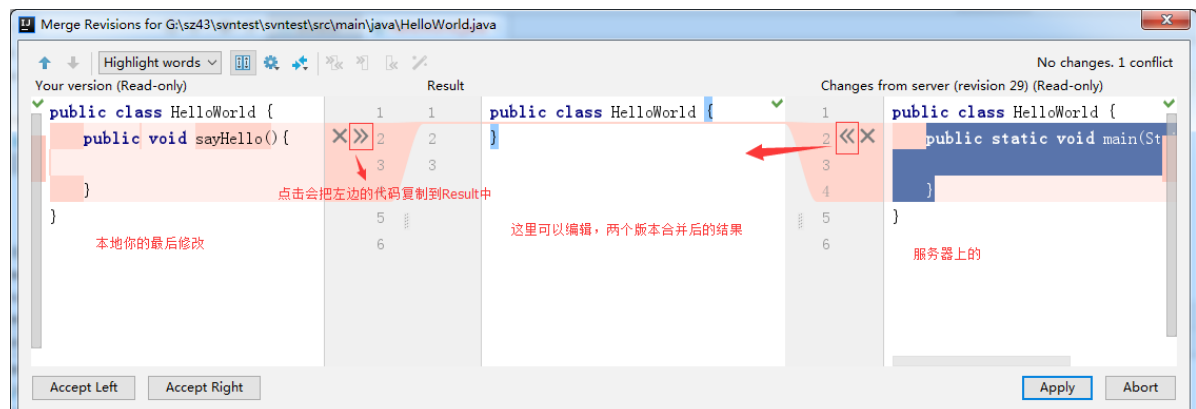 Merge Revisions for G:\sz43\svntest\svntest\src\main\java\HelloWorld.java
Highlight words
No changes. 1 conflict
Your version (Read-only)
Result
Changes from server (revision 29) (Read-only)
public class HelloWorld {
1
1
public class HelloWorld {
1
public class HelloWorld {
public void sayHello(){
2
2
}
2
public static void main(St
3
3
3
}
点击会把左边的代码复制到Result中
4
}
}
5
这里可以编辑，两个版本合并后的结果
5
}
本地你的最后修改
6
6
服务器上的
Accept Left
Accept Right
Apply
Abort